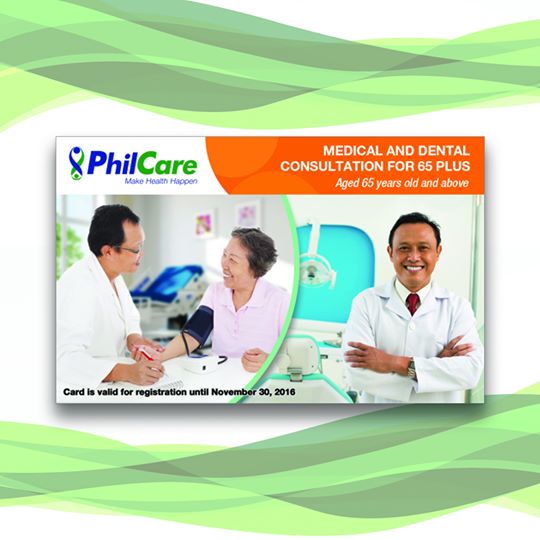 PhilCare
Make Health Happen
MEDICAL AND DENTAL
CONSULTATION FOR 65 PLUS
Aged 65 years old and above
Card is valid for registration until November 30, 2016